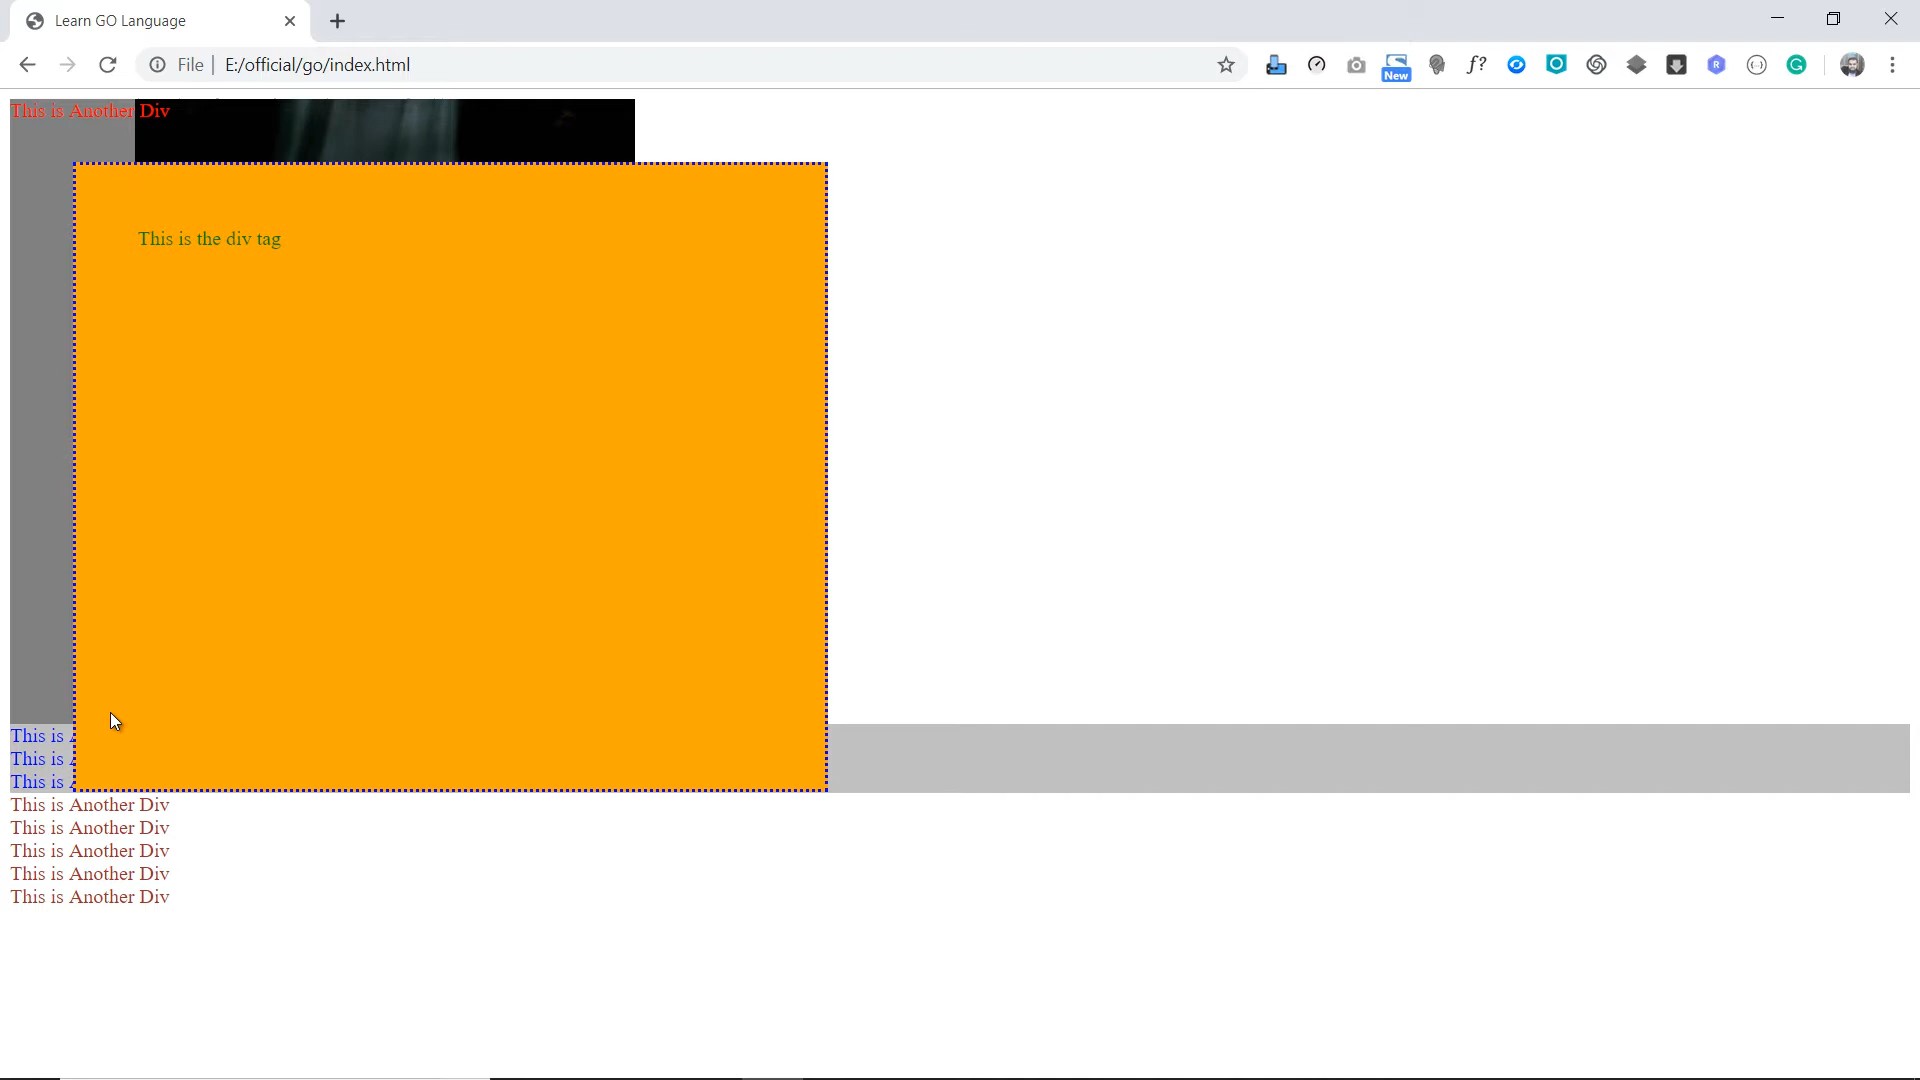 Learn GO Language
File E:/official/go/index.html
New
f?
R
G
This is Another Div
This is the div tag
This is
This is
This is
This is Another Div
This is Another Div
This is Another Div
This is Another Div
This is Another Div